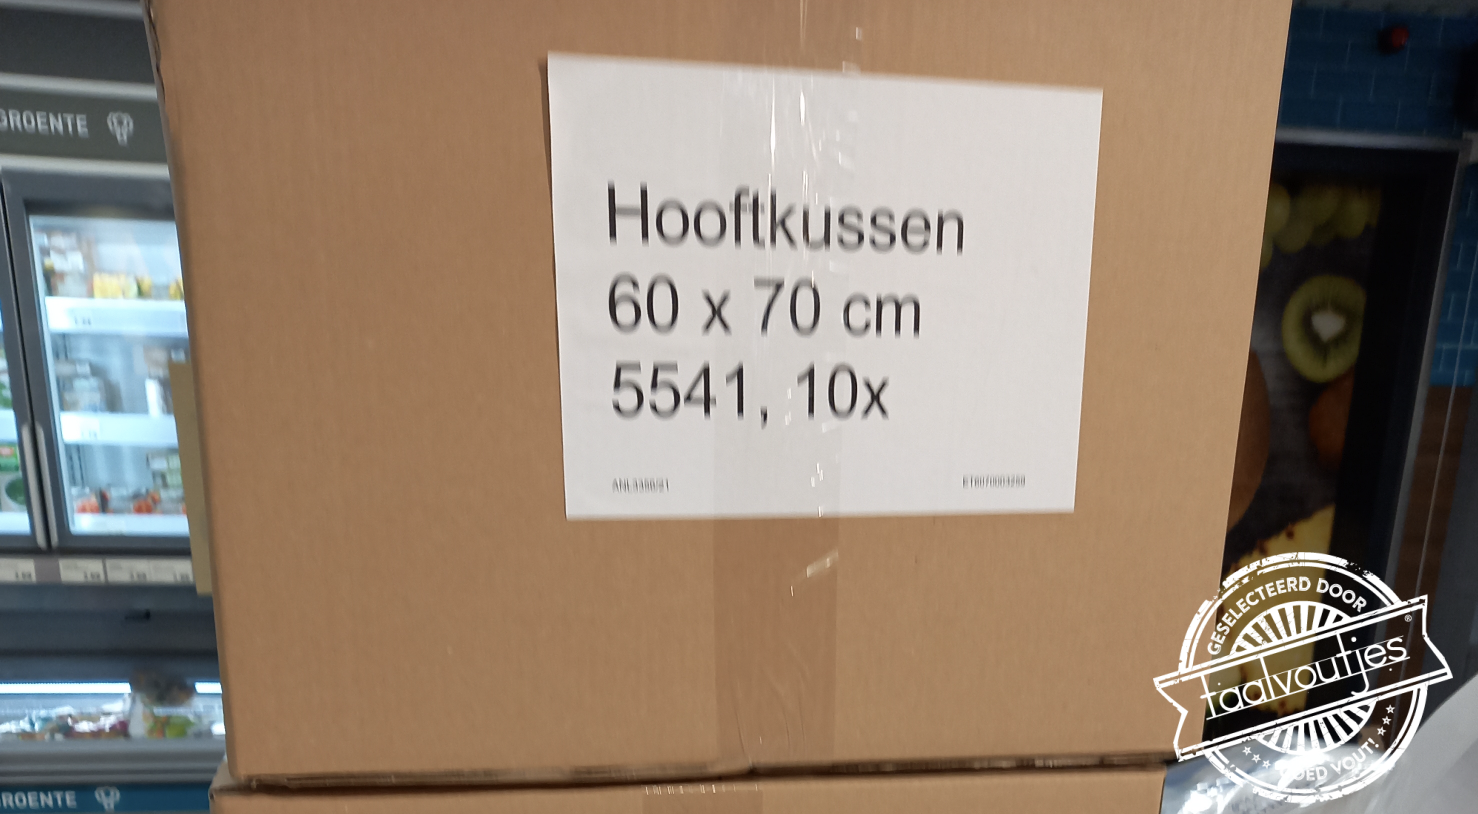 GROENTE
Hooftkussen
60 x 70 cm
5541, 10x
GROENTE
GESELECTEERD DOOR
taalvoutjes®
GOED VOUT!